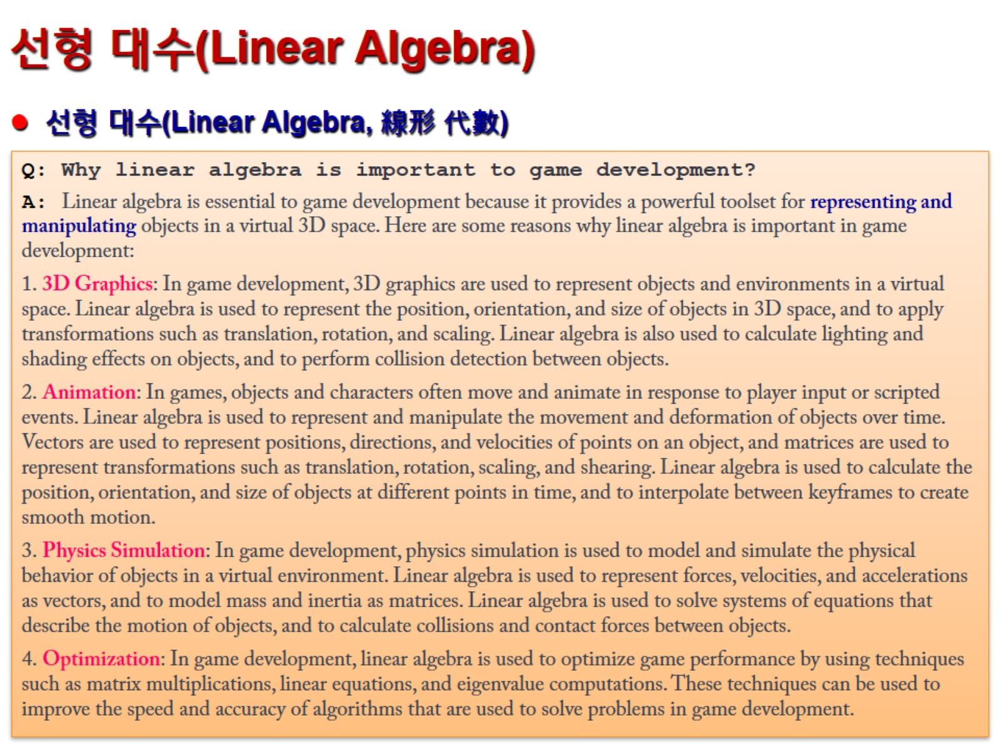 선형 대수(Linear Algebra)
● 선형 대수(Linear Algebra, 線形 代數)
Q: Why linear algebra is important to game development?
A: Linear algebra is essential to game development because it provides a powerful toolset for representing and
manipulating objects in a virtual 3D space. Here are some reasons why linear algebra is important in game
development:
1. 3D Graphics: In game development, 3D graphics are used to represent objects and environments in a virtual
space. Linear algebra is used to represent the position, orientation, and size of objects in 3D space, and to apply
transformations such as translation, rotation, and scaling. Linear algebra is also used to calculate lighting and
shading effects on objects, and to perform collision detection between objects.
2. Animation: In games, objects and characters often move and animate in response to player input or scripted
events. Linear algebra is used to represent and manipulate the movement and deformation of objects over time.
Vectors are used to represent positions, directions, and velocities of points on an object, and matrices are used to
represent transformations such as translation, rotation, scaling, and shearing. Linear algebra is used to calculate the
position, orientation, and size of objects at different points in time, and to interpolate between keyframes to create
smooth motion.
3. Physics Simulation: In game development, physics simulation is used to model and simulate the physical
behavior of objects in a virtual environment. Linear algebra is used to represent forces, velocities, and accelerations
as vectors, and to model mass and inertia as matrices. Linear algebra is used to solve systems of equations that
describe the motion of objects, and to calculate collisions and contact forces between objects.
4. Optimization: In game development, linear algebra is used to optimize game performance by using techniques
such as matrix multiplications, linear equations, and eigenvalue computations. These techniques can be used to
improve the speed and accuracy of algorithms that are used to solve problems in game development.